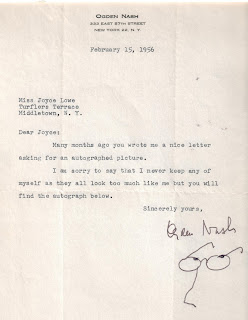 OGDEN NASH
333 EAST 57TH STREET
NEW YORK 22, N.Y.
February 15, 1956
Miss Joyce Lowe
Turflers Terrace
Middletown, N. Y.
Dear Joyce:
Many months ago you wrote me a nice letter
asking for an autographed picture.
I am sorry to say that I never keep any of
myself as they all look too much like me but you will
find the autograph below.
Sincerely yours,
Ogden Nash